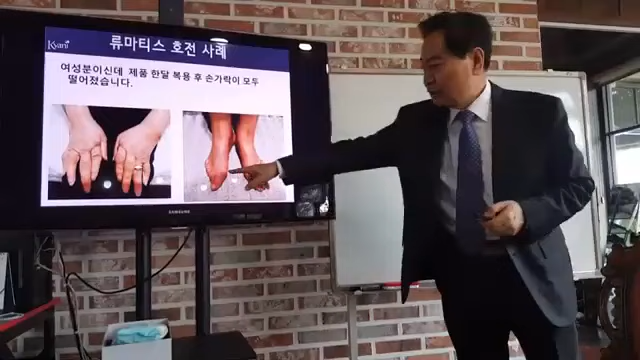 Kyäni
류마티스 호전 사례
여성분이신데 제품 한달 복용 후 손가락이 모두
떨어졌습니다.
SAMSUNG